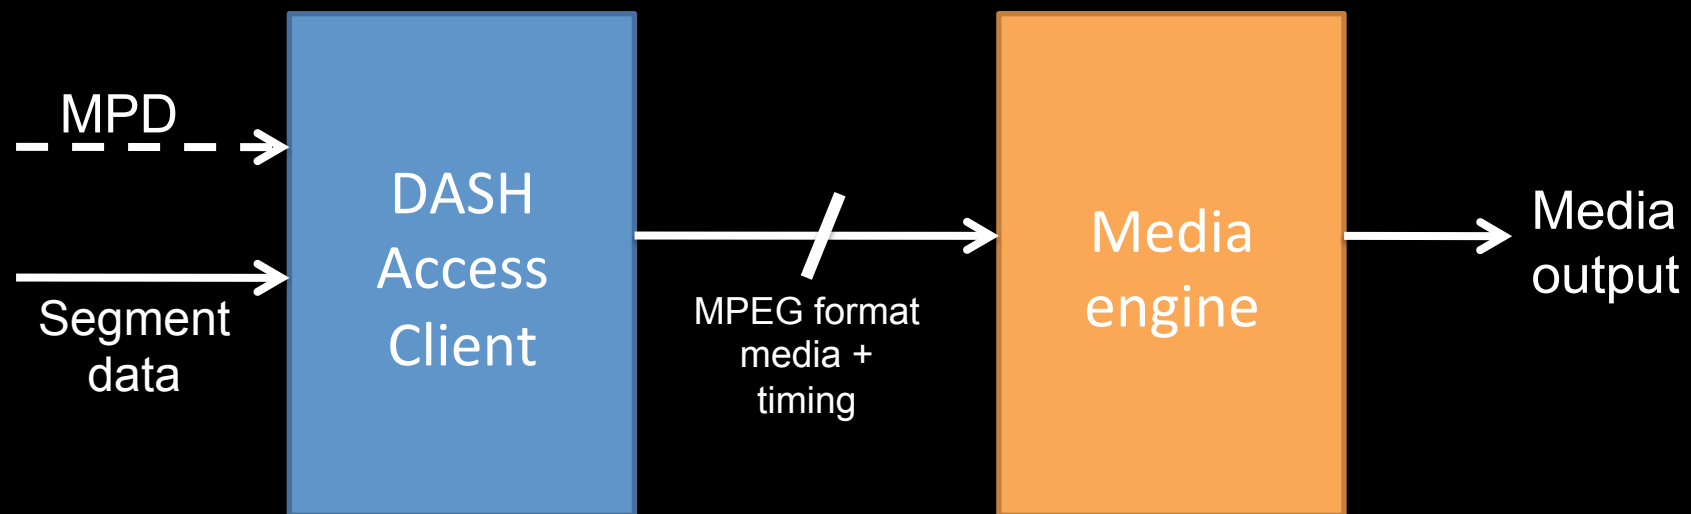 MPD
Segment
data
DASH
Access
Client
MPEG format
media +
timing
Media
engine
Media
output